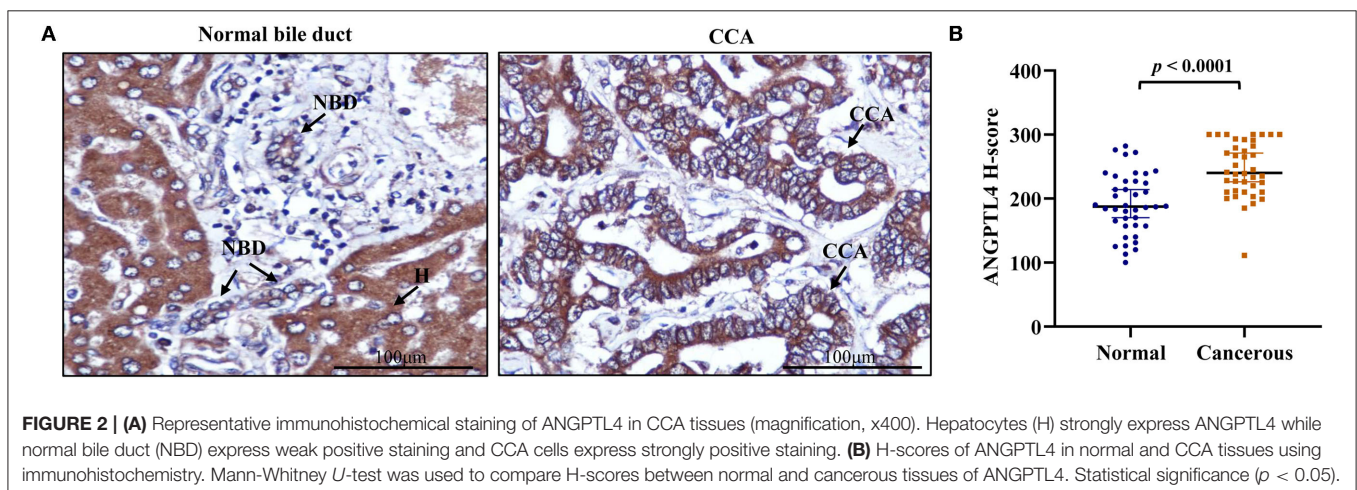 A
Normal bile duct
NBD
NBD
H
100μm
CCA
CCA
CCA
100μm
B
p < 0.0001
ANGPTL4 H-score
400
300
200
100
0
Normal
Cancerous
FIGURE 2 | (A) Representative immunohistochemical staining of ANGPTL4 in CCA tissues (magnification, x400). Hepatocytes (H) strongly express ANGPTL4 while
normal bile duct (NBD) express weak positive staining and CCA cells express strongly positive staining. (B) H-scores of ANGPTL4 in normal and CCA tissues using
immunohistochemistry. Mann-Whitney U-test was used to compare H-scores between normal and cancerous tissues of ANGPTL4. Statistical significance (p < 0.05).